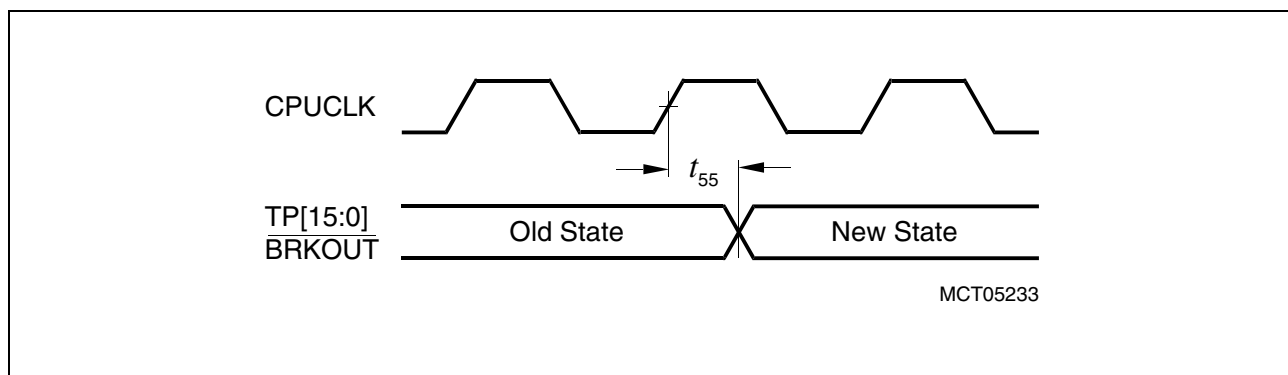 CPUCLK
t55
TP[15:0]
BRKOUT
Old State
New State
MCT05233